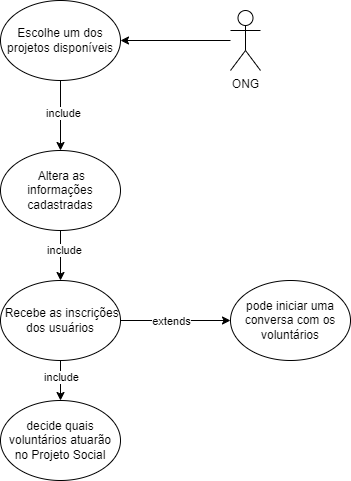 Escolhe um dos
projetos disponíveis
ONG
include
Altera as
informações
cadastradas
include
Recebe as inscrições
dos usuários
extends
pode iniciar uma
conversa com os
voluntários
include
decide quais
voluntários atuarão
no Projeto Social